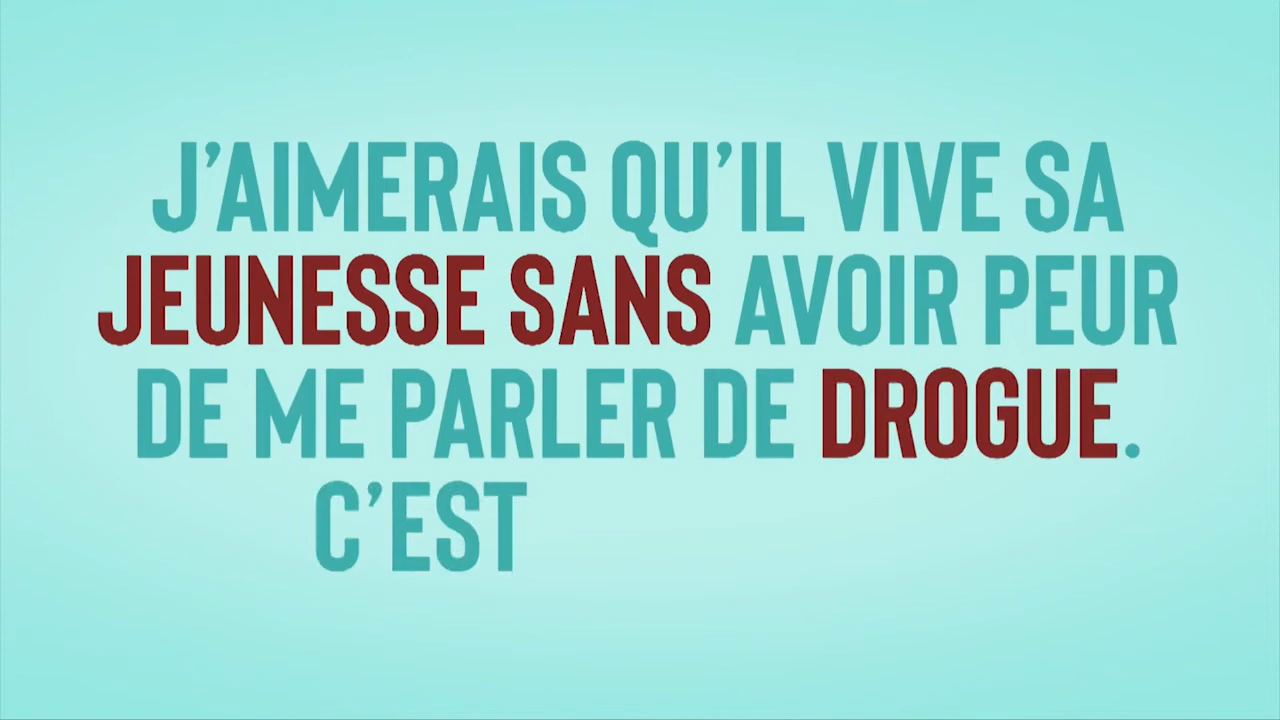 J'AIMERAIS QU'IL VIVE SA
JEUNESSE SANS AVOIR PEUR
DE ME PARLER DE DROGUE.
C'EST